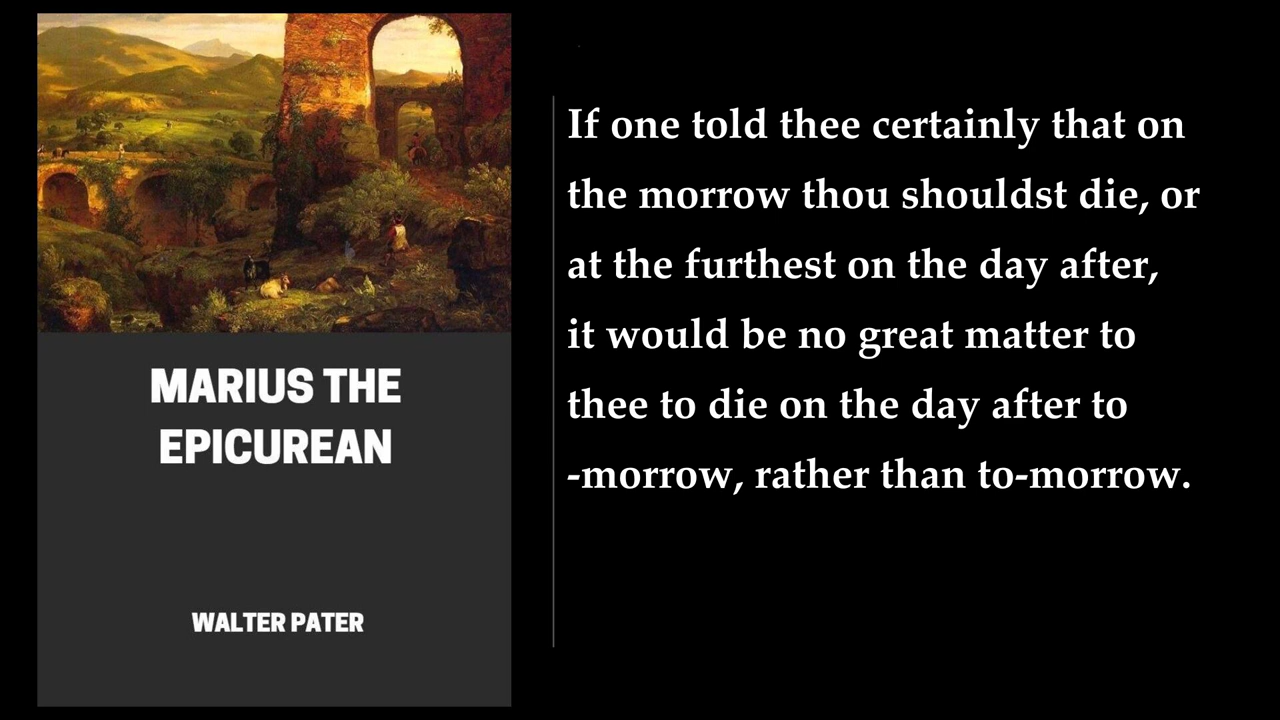 MARIUS THE
EPICUREAN
WALTER PATER
If one told thee certainly that on
the morrow thou shouldst die, or
at the furthest on the day after,
it would be no great matter to
thee to die on the day after to
-morrow, rather than to-morrow.